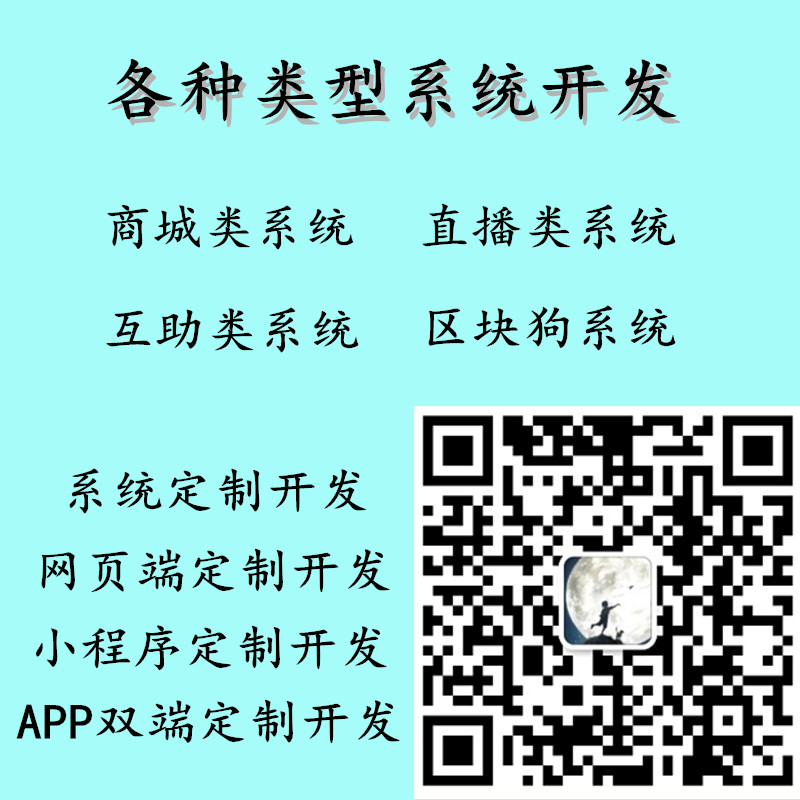 各种类型系统开发
商城类系统 直播类系统
互助类系统 区块狗系统
系统定制开发
网页端定制开发
小程序定制开发
APP双端定制开发